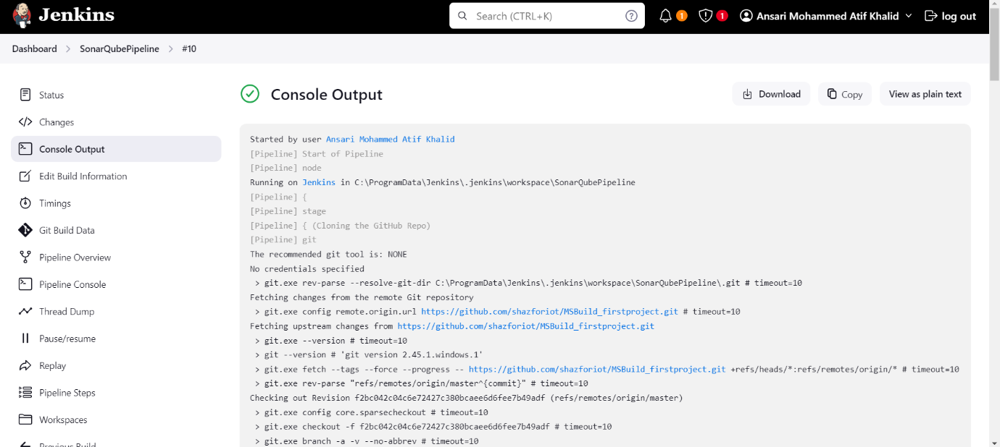 Jenkins
Search (CTRL+K)
1
1
Ansari Mohammed Atif Khalid
log out
Dashboard
SonarQubePipeline
#10
Status
Changes
Console Output
Edit Build Information
Timings
Git Build Data
Pipeline Overview
Pipeline Console
Thread Dump
Pause/resume
Replay
Pipeline Steps
Workspaces
Previous Build
Console Output
Download
Copy
View as plain text
Started by user Ansari Mohammed Atif Khalid
[Pipeline] Start of Pipeline
[Pipeline] node
Running on Jenkins in C:\ProgramData\Jenkins\.jenkins\workspace\SonarQubePipeline
[Pipeline] {
[Pipeline] stage
[Pipeline] { (Cloning the GitHub Repo)
[Pipeline] git
The recommended git tool is: NONE
No credentials specified
> git.exe rev-parse --resolve-git-dir C:\ProgramData\Jenkins\.jenkins\workspace\SonarQubePipeline\.git # timeout=10
Fetching changes from the remote Git repository
> git.exe config remote.origin.url https://github.com/shazforiot/MSBuild_firstproject.git # timeout=10
Fetching upstream changes from https://github.com/shazforiot/MSBuild_firstproject.git
> git.exe --version # timeout=10
> git --version # 'git version 2.45.1.windows.1'
> git.exe fetch --tags --force --progress -- https://github.com/shazforiot/MSBuild_firstproject.git +refs/heads/*:refs/remotes/origin/* # timeout=10
> git.exe rev-parse "refs/remotes/origin/master^{commit}" # timeout=10
Checking out Revision f2bc042c04c6e72427c380bcaee6d6fee7b49adf (refs/remotes/origin/master)
> git.exe config core.sparsecheckout # timeout=10
> git.exe checkout -f f2bc042c04c6e72427c380bcaee6d6fee7b49adf # timeout=10
> git.exe branch -a -v --no-abbrev # timeout=10